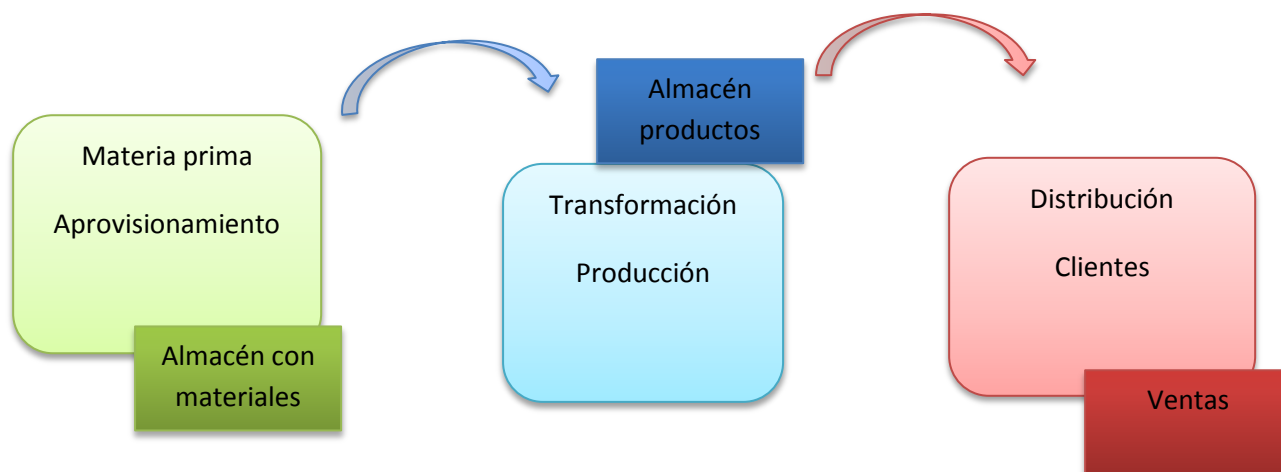 Materia prima
Aprovisionamiento
Almacén con
materiales
Almacén
productos
Transformación
Producción
Distribución
Clientes
Ventas